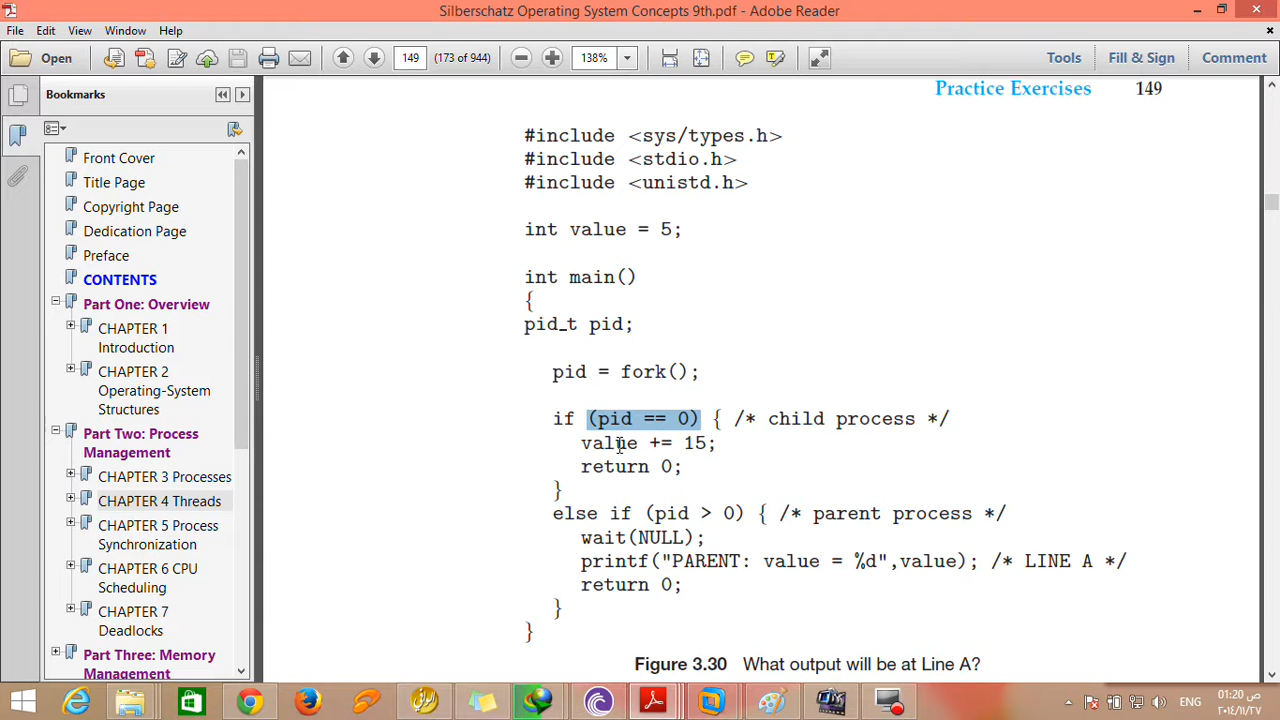 Silberschatz Operating System Concepts 9th.pdf - Adobe Reader
File Edit View Window Help
Open 149 (173 of 944) 138% Tools Fill & Sign Comment
Bookmarks
Front Cover
Title Page
Copyright Page
Dedication Page
Preface
CONTENTS
Part One: Overview
CHAPTER 1
Introduction
CHAPTER 2
Operating-System
Structures
Part Two: Process
Management
CHAPTER 3 Processes
CHAPTER 4 Threads
CHAPTER 5 Process
Synchronization
CHAPTER 6 CPU
Scheduling
CHAPTER 7
Deadlocks
Part Three: Memory
Management
Practice Exercises 149
#include <sys/types.h>
#include <stdio.h>
#include <unistd.h>
int value = 5;
int main()
{
pid_t pid;
pid = fork();
if (pid == 0) { /* child process */
value += 15;
return 0;
}
else if (pid > 0) { /* parent process */
wait(NULL);
printf("PARENT: value = %d",value); /* LINE A */
return 0;
}
}
Figure 3.30 What output will be at Line A?
ENG
01:20 ص
٢٠١٤/١١/٢٧